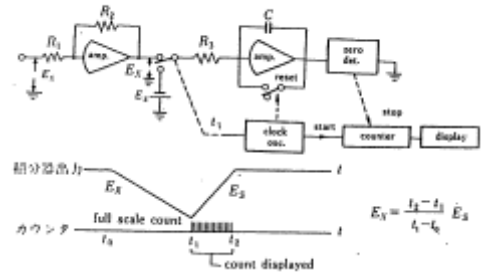 R₂
C
R₁
amp.
Eₓ
R₃
amp.
zero det.
E₁
reset
Eₛ
stop
t₁
clock osc.
start
counter
display
積分器出力
Eₓ
Eₛ
t
full scale count
カウンタ
t₀
t₁
t₂
t
count displayed
Eₓ = (t₂ − t₁) / (t₁ − t₀) Eₛ